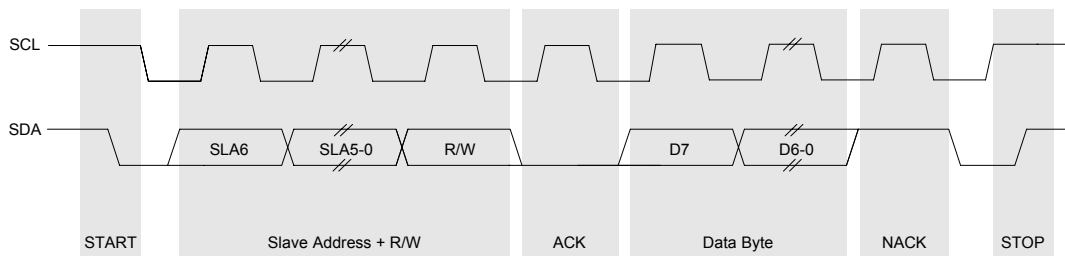 SCL
SDA
SLA6 SLA5-0 R/W D7 D6-0
START Slave Address + R/W ACK Data Byte NACK STOP